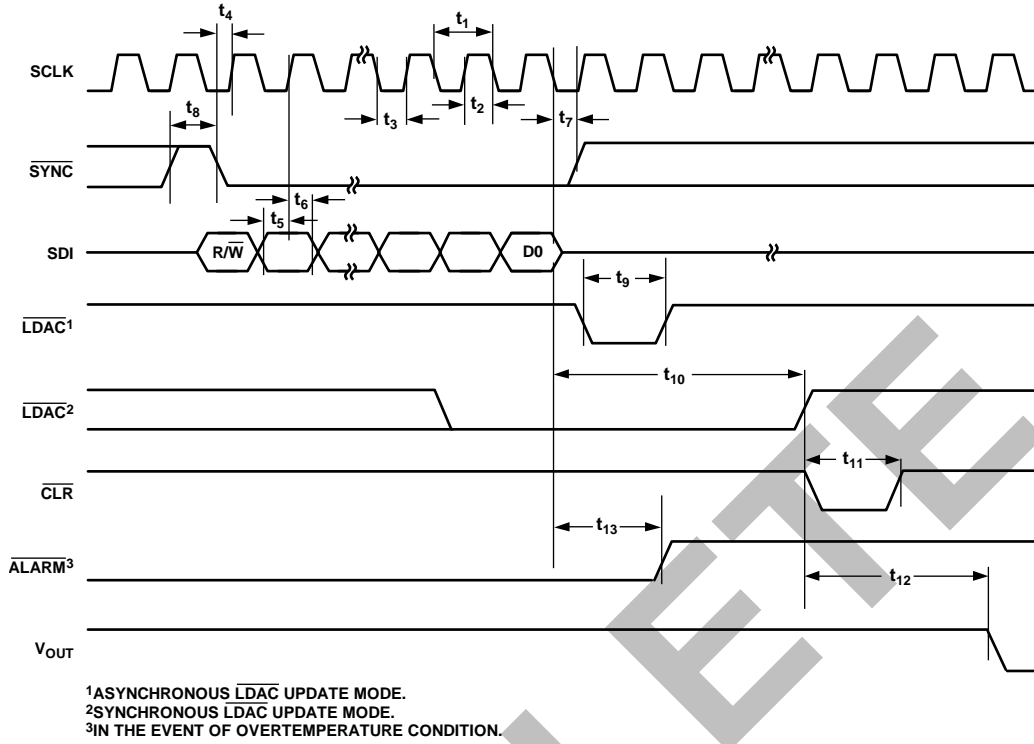 t4
t1
SCLK
t8
t3
t2
t7
SYNC
t6
t5
SDI
R/W
D0
t9
LDAC1
t10
LDAC2
t11
CLR
t13
ALARM3
t12
VOUT
1ASYNCHRONOUS LDAC UPDATE MODE.
2SYNCHRONOUS LDAC UPDATE MODE.
3IN THE EVENT OF OVERTEMPERATURE CONDITION.
ETE